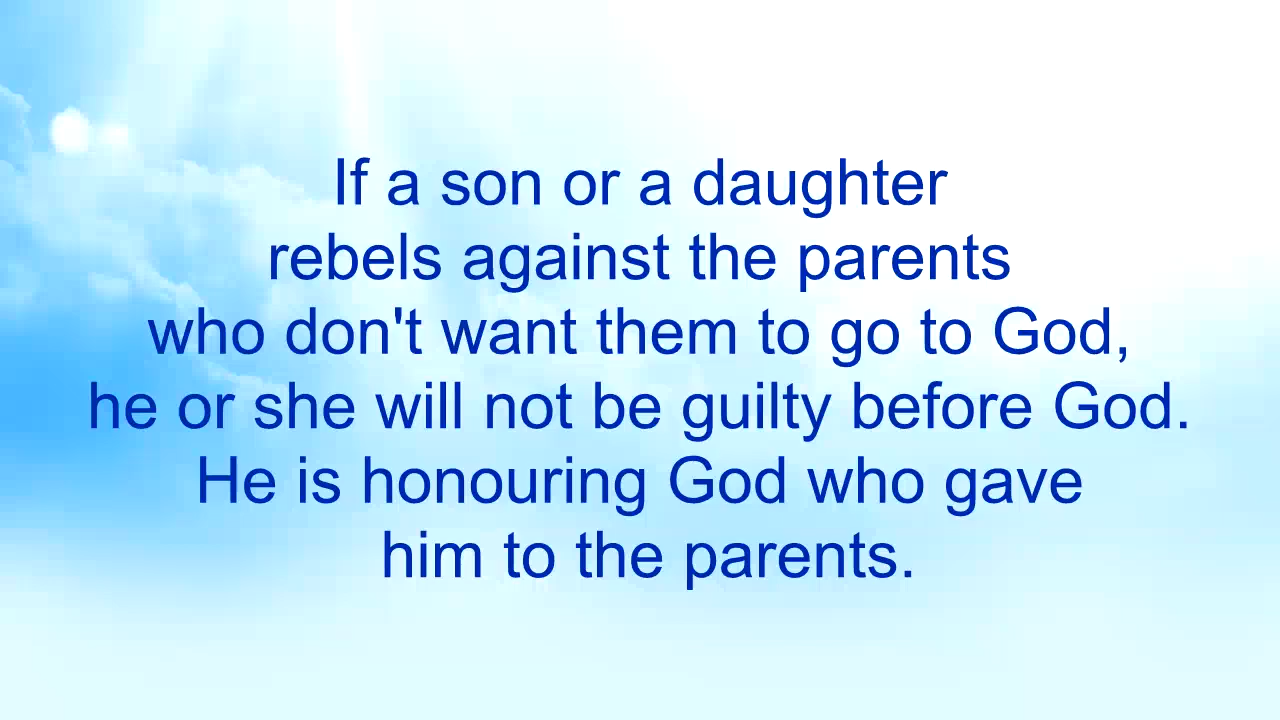 If a son or a daughter
rebels against the parents
who don't want them to go to God,
he or she will not be guilty before God.
He is honouring God who gave
him to the parents.